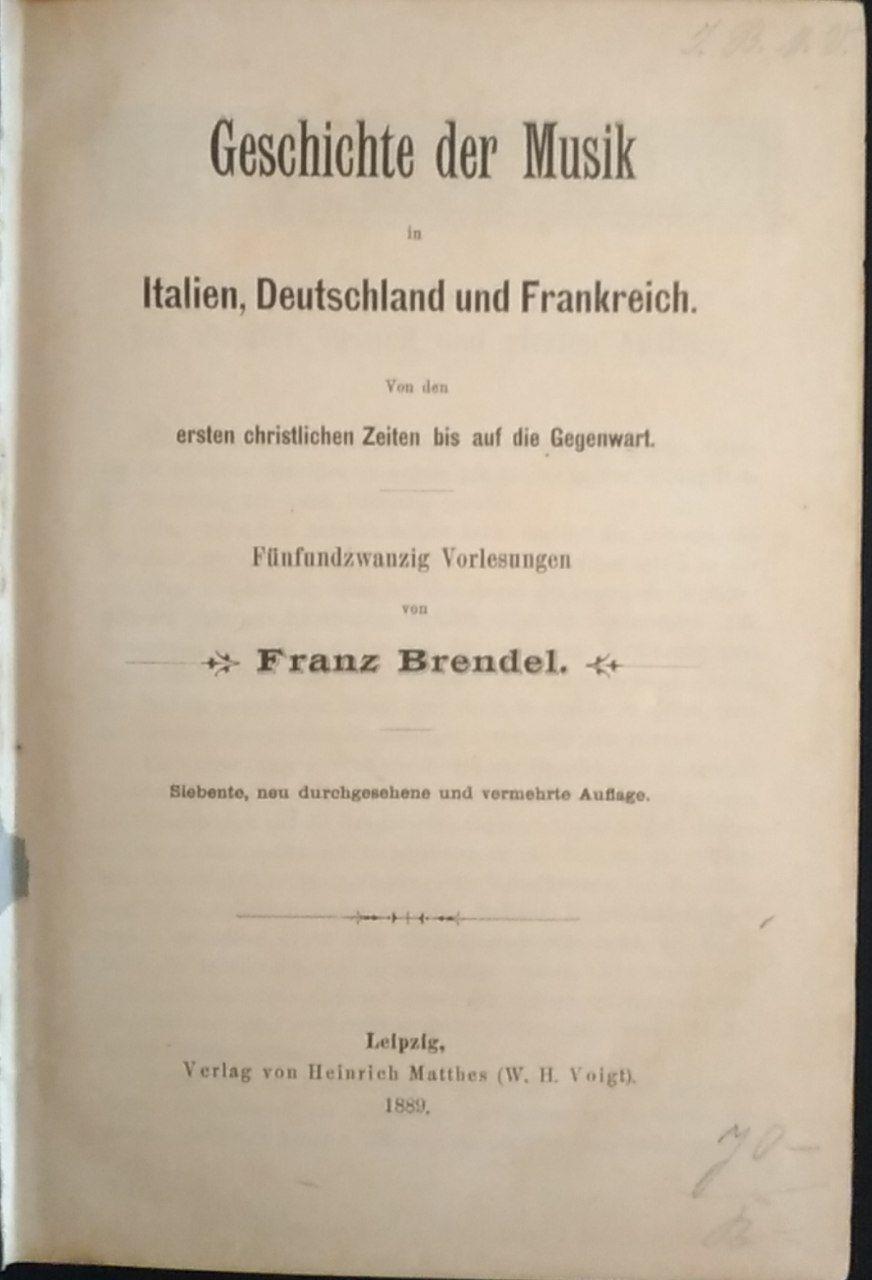 Geschichte der Musik
in
Italien, Deutschland und Frankreich.
Von den
ersten christlichen Zeiten bis auf die Gegenwart.
Fünfundzwanzig Vorlesungen
von
Franz Brendel.
Siebente, neu durchgesehene und vermehrte Auflage.
Leipzig,
Verlag von Heinrich Matthes (W. H. Voigt).
1889.